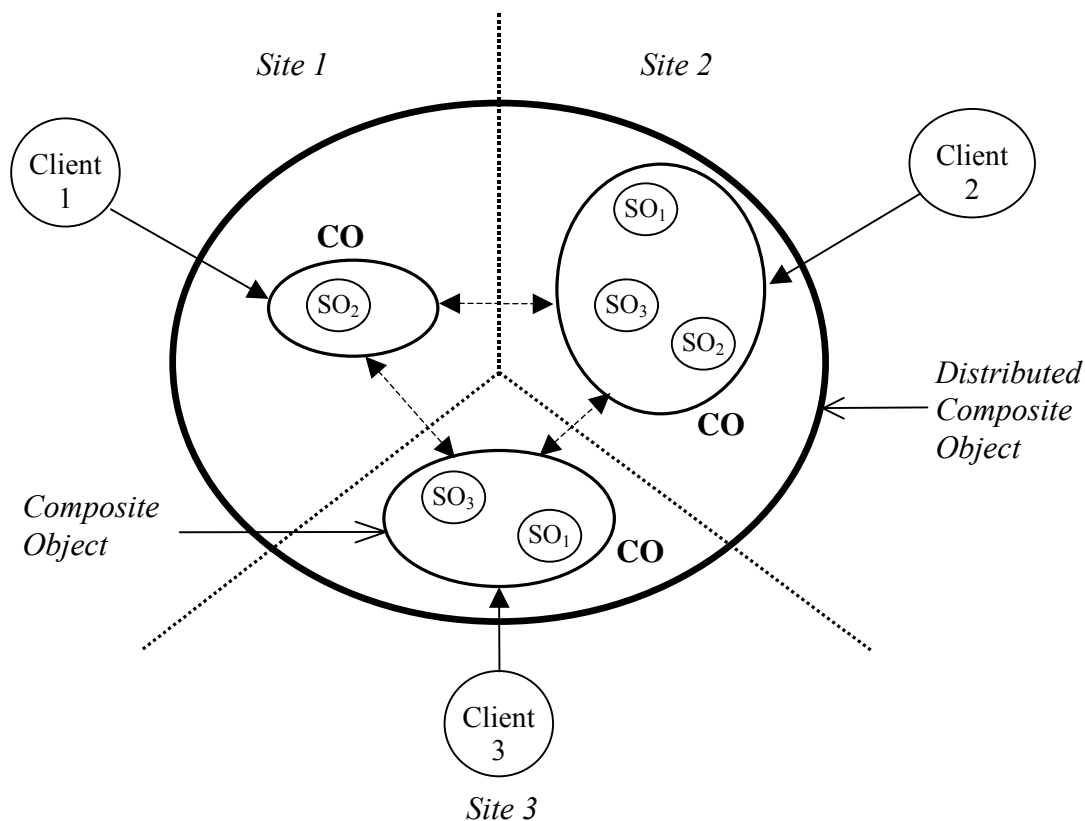 Site 1
Site 2
Client
1
Client
2
CO
SO₁
SO₂
SO₃
SO₂
Distributed
Composite
Object
CO
Composite
Object
SO₃
SO₁
CO
Client
3
Site 3